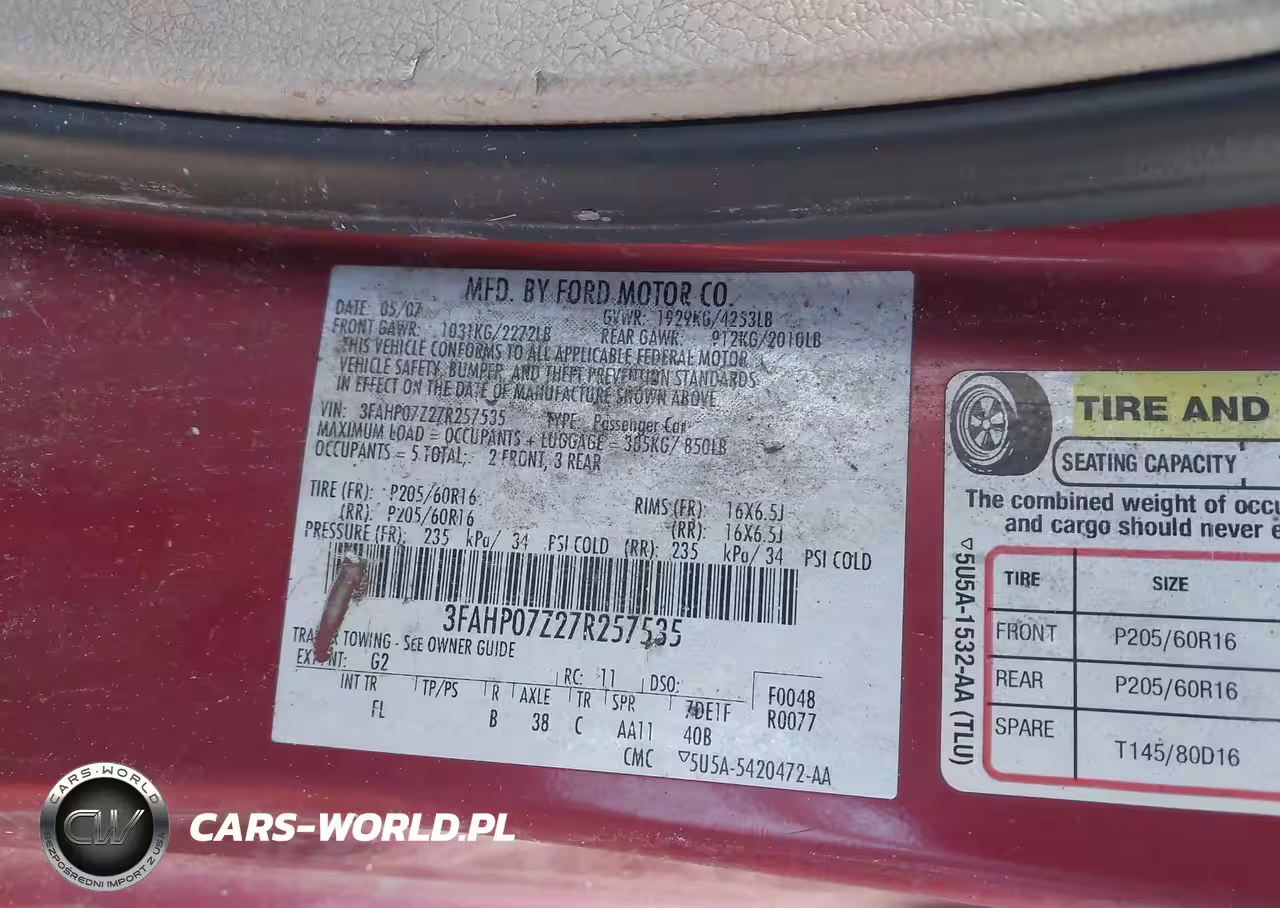 MFD. BY FORD MOTOR CO.
DATE: 05/07
GVWR: 1929KG/4253LB
FRONT GAWR: 1031KG/2272LB
REAR GAWR: 912KG/2010LB
THIS VEHICLE CONFORMS TO ALL APPLICABLE FEDERAL MOTOR
VEHICLE SAFETY, BUMPER, AND THEFT PREVENTION STANDARDS
IN EFFECT ON THE DATE OF MANUFACTURE SHOWN ABOVE
VIN: 3FAHP07Z27R257535 TYPE: Passenger Car
MAXIMUM LOAD = OCCUPANTS + LUGGAGE = 385KG/ 850LB
OCCUPANTS = 5 TOTAL; 2 FRONT, 3 REAR
TIRE (FR): P205/60R16
RIMS (FR): 16X6.5J
(RR): P205/60R16
(RR): 16X6.5J
PRESSURE (FR): 235 kPa/ 34 PSI COLD (RR): 235 kPa/ 34 PSI COLD
3FAHP07Z27R257535
TOWING - SEE OWNER GUIDE
G2
RC: 11 DSO:
INT TR TP/PS R AXLE TR SPR
FL B 38 C AA11
7DE1F
40B
F0048
R0077
CMC ▽5U5A-5420472-AA
TIRE AND
SEATING CAPACITY
The combined weight of occu
and cargo should never e
TIRE SIZE
FRONT P205/60R16
REAR P205/60R16
SPARE T145/80D16
▽5U5A-1532-AA (TLU)
CARS-WORLD
CW
BEZPOŚREDNI IMPORT Z USA
CARS-WORLD.PL